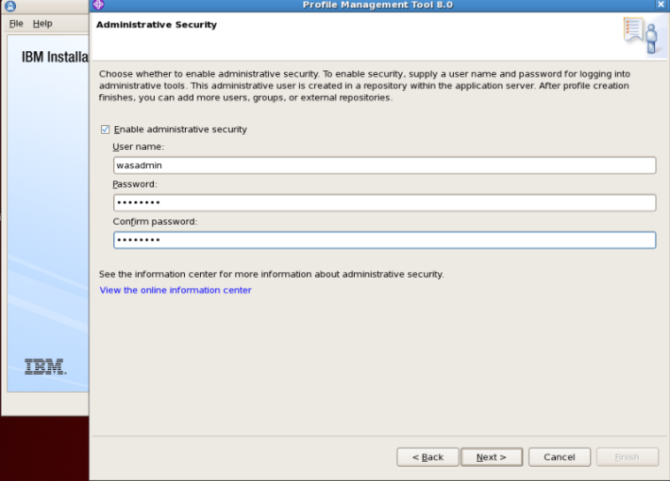 Profile Management Tool 8.0
File Help
IBM Installa
Administrative Security
Choose whether to enable administrative security. To enable security, supply a user name and password for logging into
administrative tools. This administrative user is created in a repository within the application server. After profile creation
finishes, you can add more users, groups, or external repositories.
Enable administrative security
User name:
wasadmin
Password:
••••••••
Confirm password:
••••••••
See the information center for more information about administrative security.
View the online information center
IBM.
< Back
Next >
Cancel
Finish